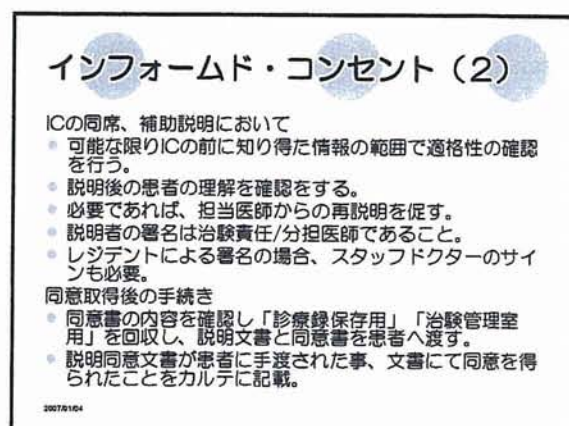 インフォームド・コンセント（2）
ICの同席、補助説明において
可能な限りICの前に知り得た情報の範囲で適格性の確認
を行う。
説明後の患者の理解を確認をする。
必要であれば、担当医師からの再説明を促す。
説明者の署名は治験責任/分担医師であること。
レジデントによる署名の場合、スタッフドクターのサイ
ンも必要。
同意取得後の手続き
同意書の内容を確認し「診療録保存用」「治験管理室
用」を回収し、説明文書と同意書を患者へ渡す。
説明同意文書が患者に手渡された事、文書にて同意を得
られたことをカルテに記載。
2007/01/04